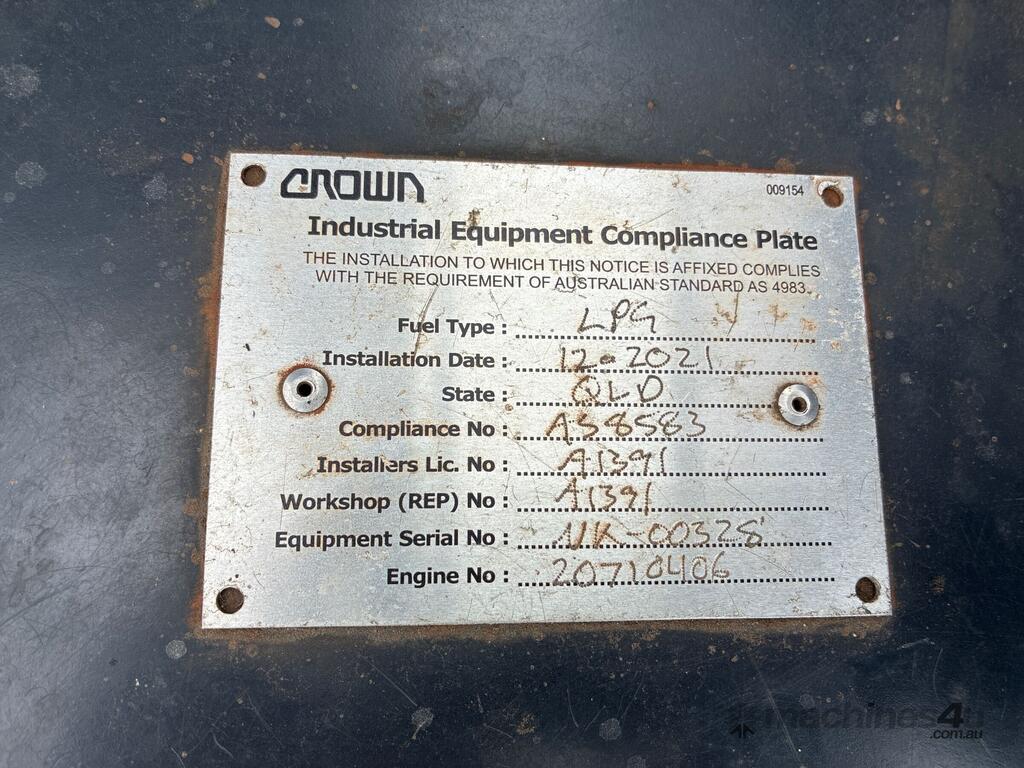 CROWN
009154
Industrial Equipment Compliance Plate
THE INSTALLATION TO WHICH THIS NOTICE IS AFFIXED COMPLIES
WITH THE REQUIREMENT OF AUSTRALIAN STANDARD AS 4983.
Fuel Type : LPG
Installation Date : 12-2021
State : QLD
Compliance No : A38583
Installers Lic. No : A1391
Workshop (REP) No : A1391
Equipment Serial No : UK-00328
Engine No : 20710406
machines4u
.com.au